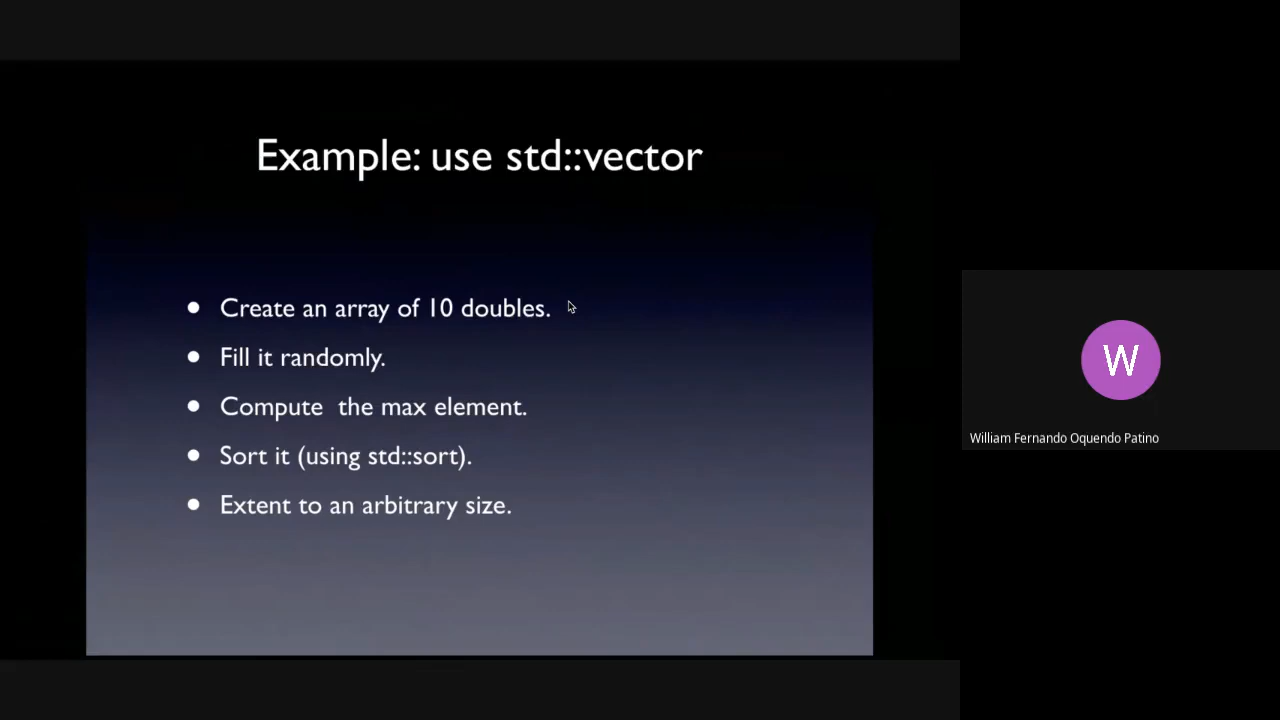 Example: use std::vector
● Create an array of 10 doubles.
● Fill it randomly.
● Compute  the max element.
● Sort it (using std::sort).
● Extent to an arbitrary size.
W
William Fernando Oquendo Patino